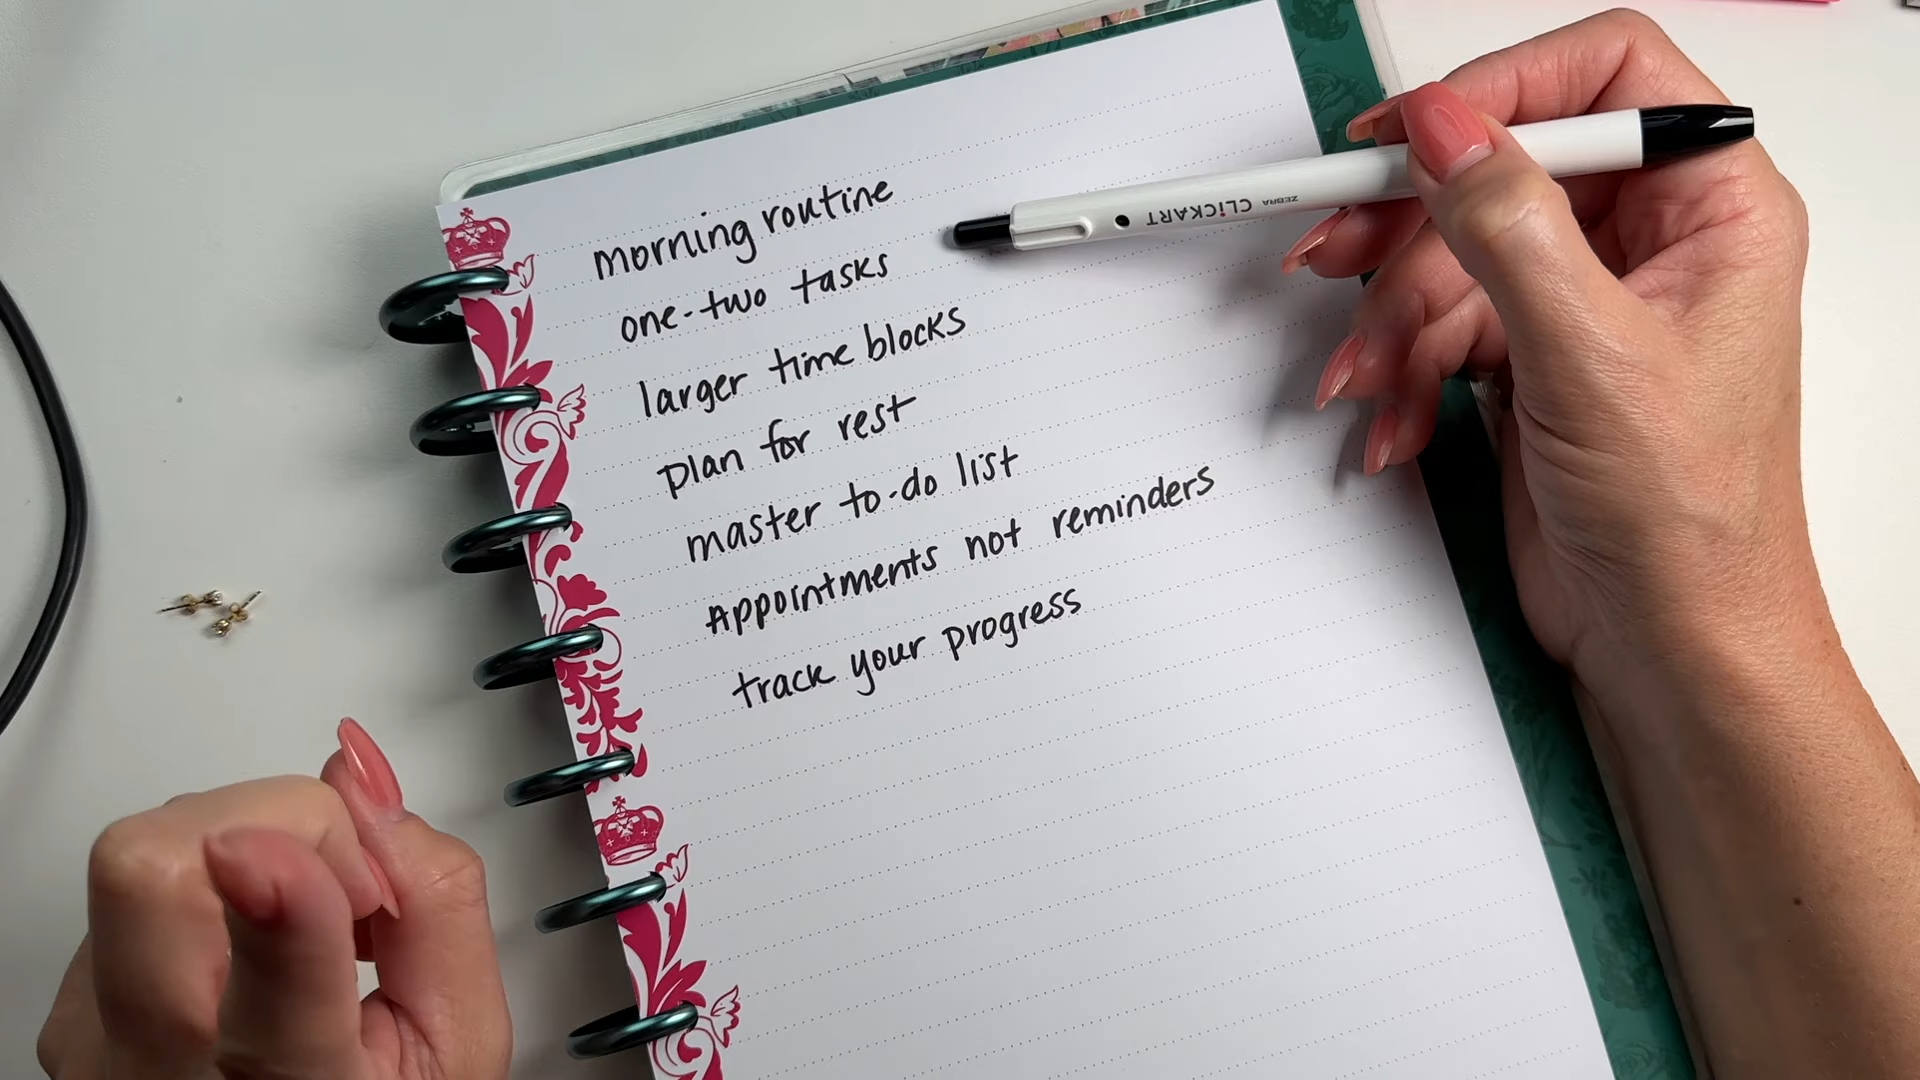 morning routine
one-two tasks
larger time blocks
plan for rest
master to-do list
Appointments not reminders
track your progress
ZEBRA CLiCKART